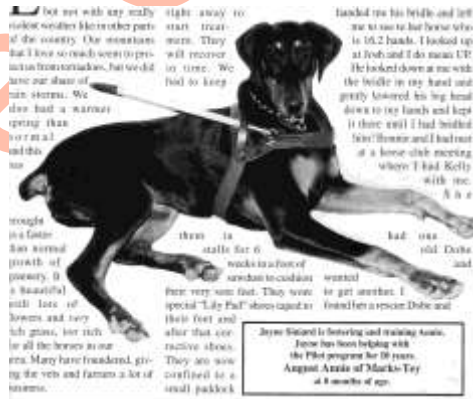 but not with any really
violent weather like in other parts
of the country. Our mountains
that I love so much seem to pro-
tect us from tornadoes, but we did
have our share of
rain storms. We
also had a warmer
spring than
normal
and this
has
brought
on a faster
than normal
growth of
greenery. It
is beautiful
with lots of
flowers and very
rich grass, too rich
for all the horses in our
area. Many have foundered, giv-
ing the vets and farriers a lot of
business.
right away to
start treat-
ment. They
will recover
in time. We
had to keep
them in
stalls for 6
weeks in a foot of
sawdust to cushion
their very sore feet. They wore
special "Lily Pad" shoes taped to
their feet and
after that cor-
rective shoes.
They are now
confined to a
small paddock
handed me his bridle and left
me to use to her house who
is 16.2 hands. I looked up
at Josh and I do mean UP.
He looked down at me with
the bridle in my hand and
gently lowered his big head
down to my hands and kept
it there until I had bridled
him! Bonnie and I had met
at a horse club meeting
where I had Kelly
with me.
She
had one
old Dobe
and
wanted
to get another. I
found her a rescue Dobe and
Jayne Siniard is fostering and training Annie.
Jayne has been helping with
the Pilot program for 10 years.
August Annie of Marks-Tey
at 8 months of age.